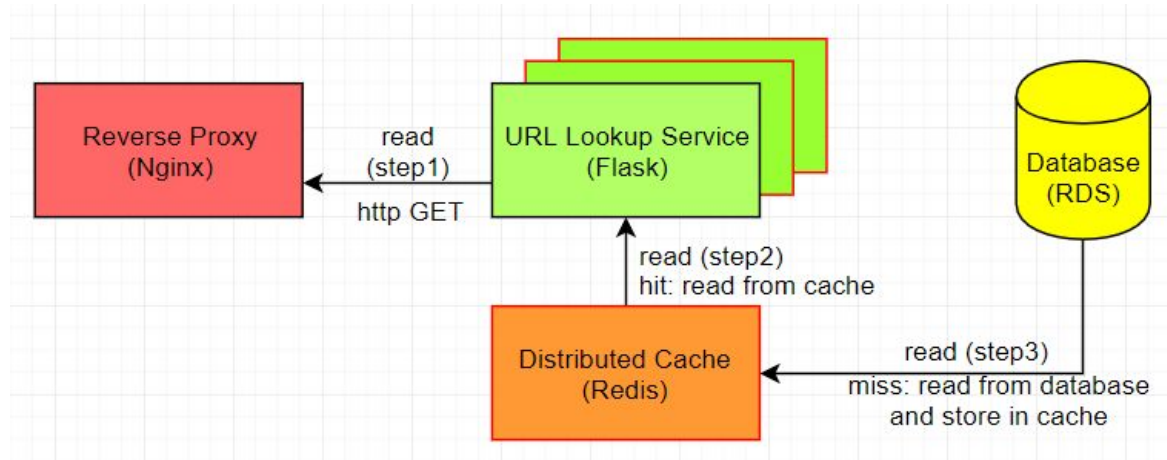 Reverse Proxy
(Nginx)
read
(step1)
http GET
URL Lookup Service
(Flask)
Database
(RDS)
read (step2)
hit: read from cache
Distributed Cache
(Redis)
read (step3)
miss: read from database
and store in cache